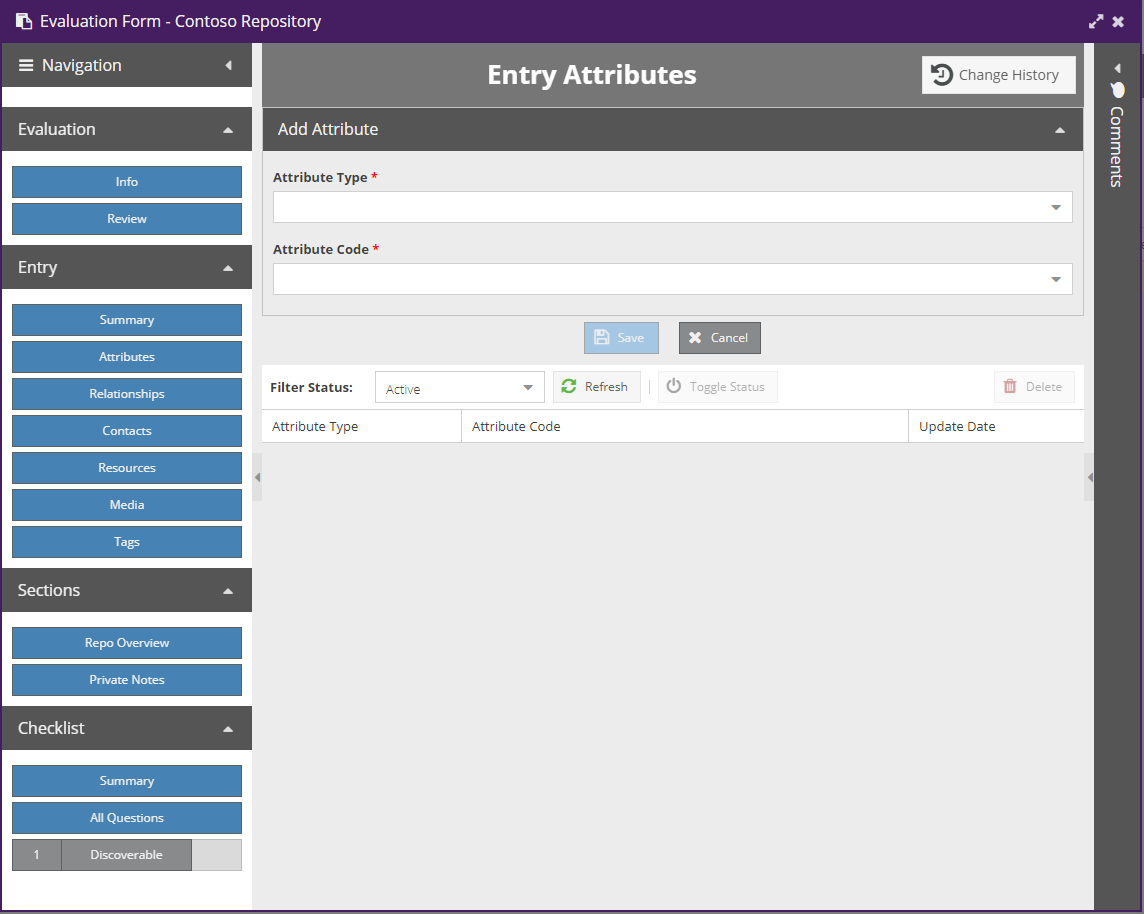 Evaluation Form - Contoso Repository
Navigation
Evaluation
Info
Review
Entry
Summary
Attributes
Relationships
Contacts
Resources
Media
Tags
Sections
Repo Overview
Private Notes
Checklist
Summary
All Questions
1 Discoverable
Entry Attributes
Change History
Add Attribute
Attribute Type *
Attribute Code *
Save
Cancel
Filter Status: Active Refresh Toggle Status Delete
Attribute Type Attribute Code Update Date
Comments